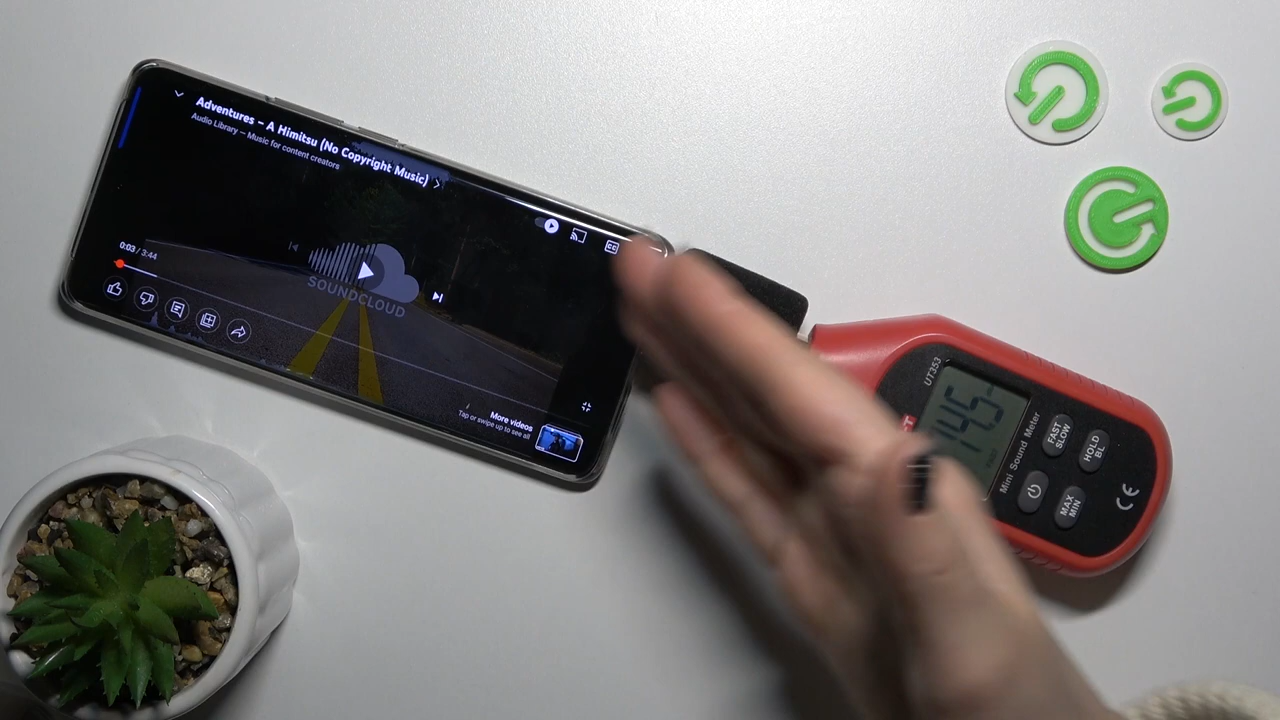 Adventures – A Himitsu (No Copyright Music)
Audio Library — Music for content creators
CC
0:03 / 3:44
SOUNDCLOUD
More videos
Tap or swipe up to see all
UT353
Mini Sound Meter
FAST
SLOW
HOLD
BL
MAX
MIN
CE